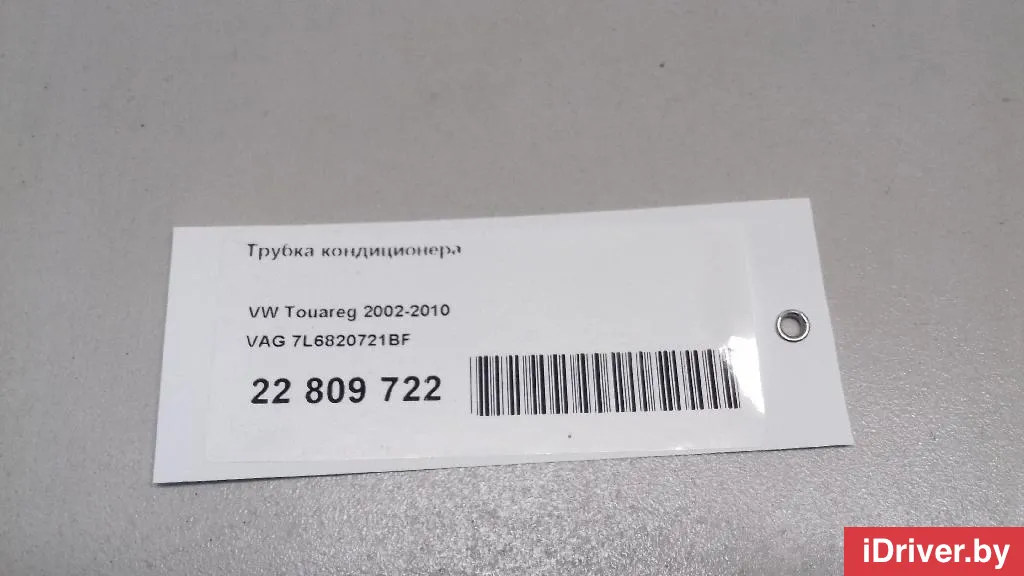 Трубка кондиционера
VW Touareg 2002-2010
VAG 7L6820721BF
22 809 722
iDriver.by